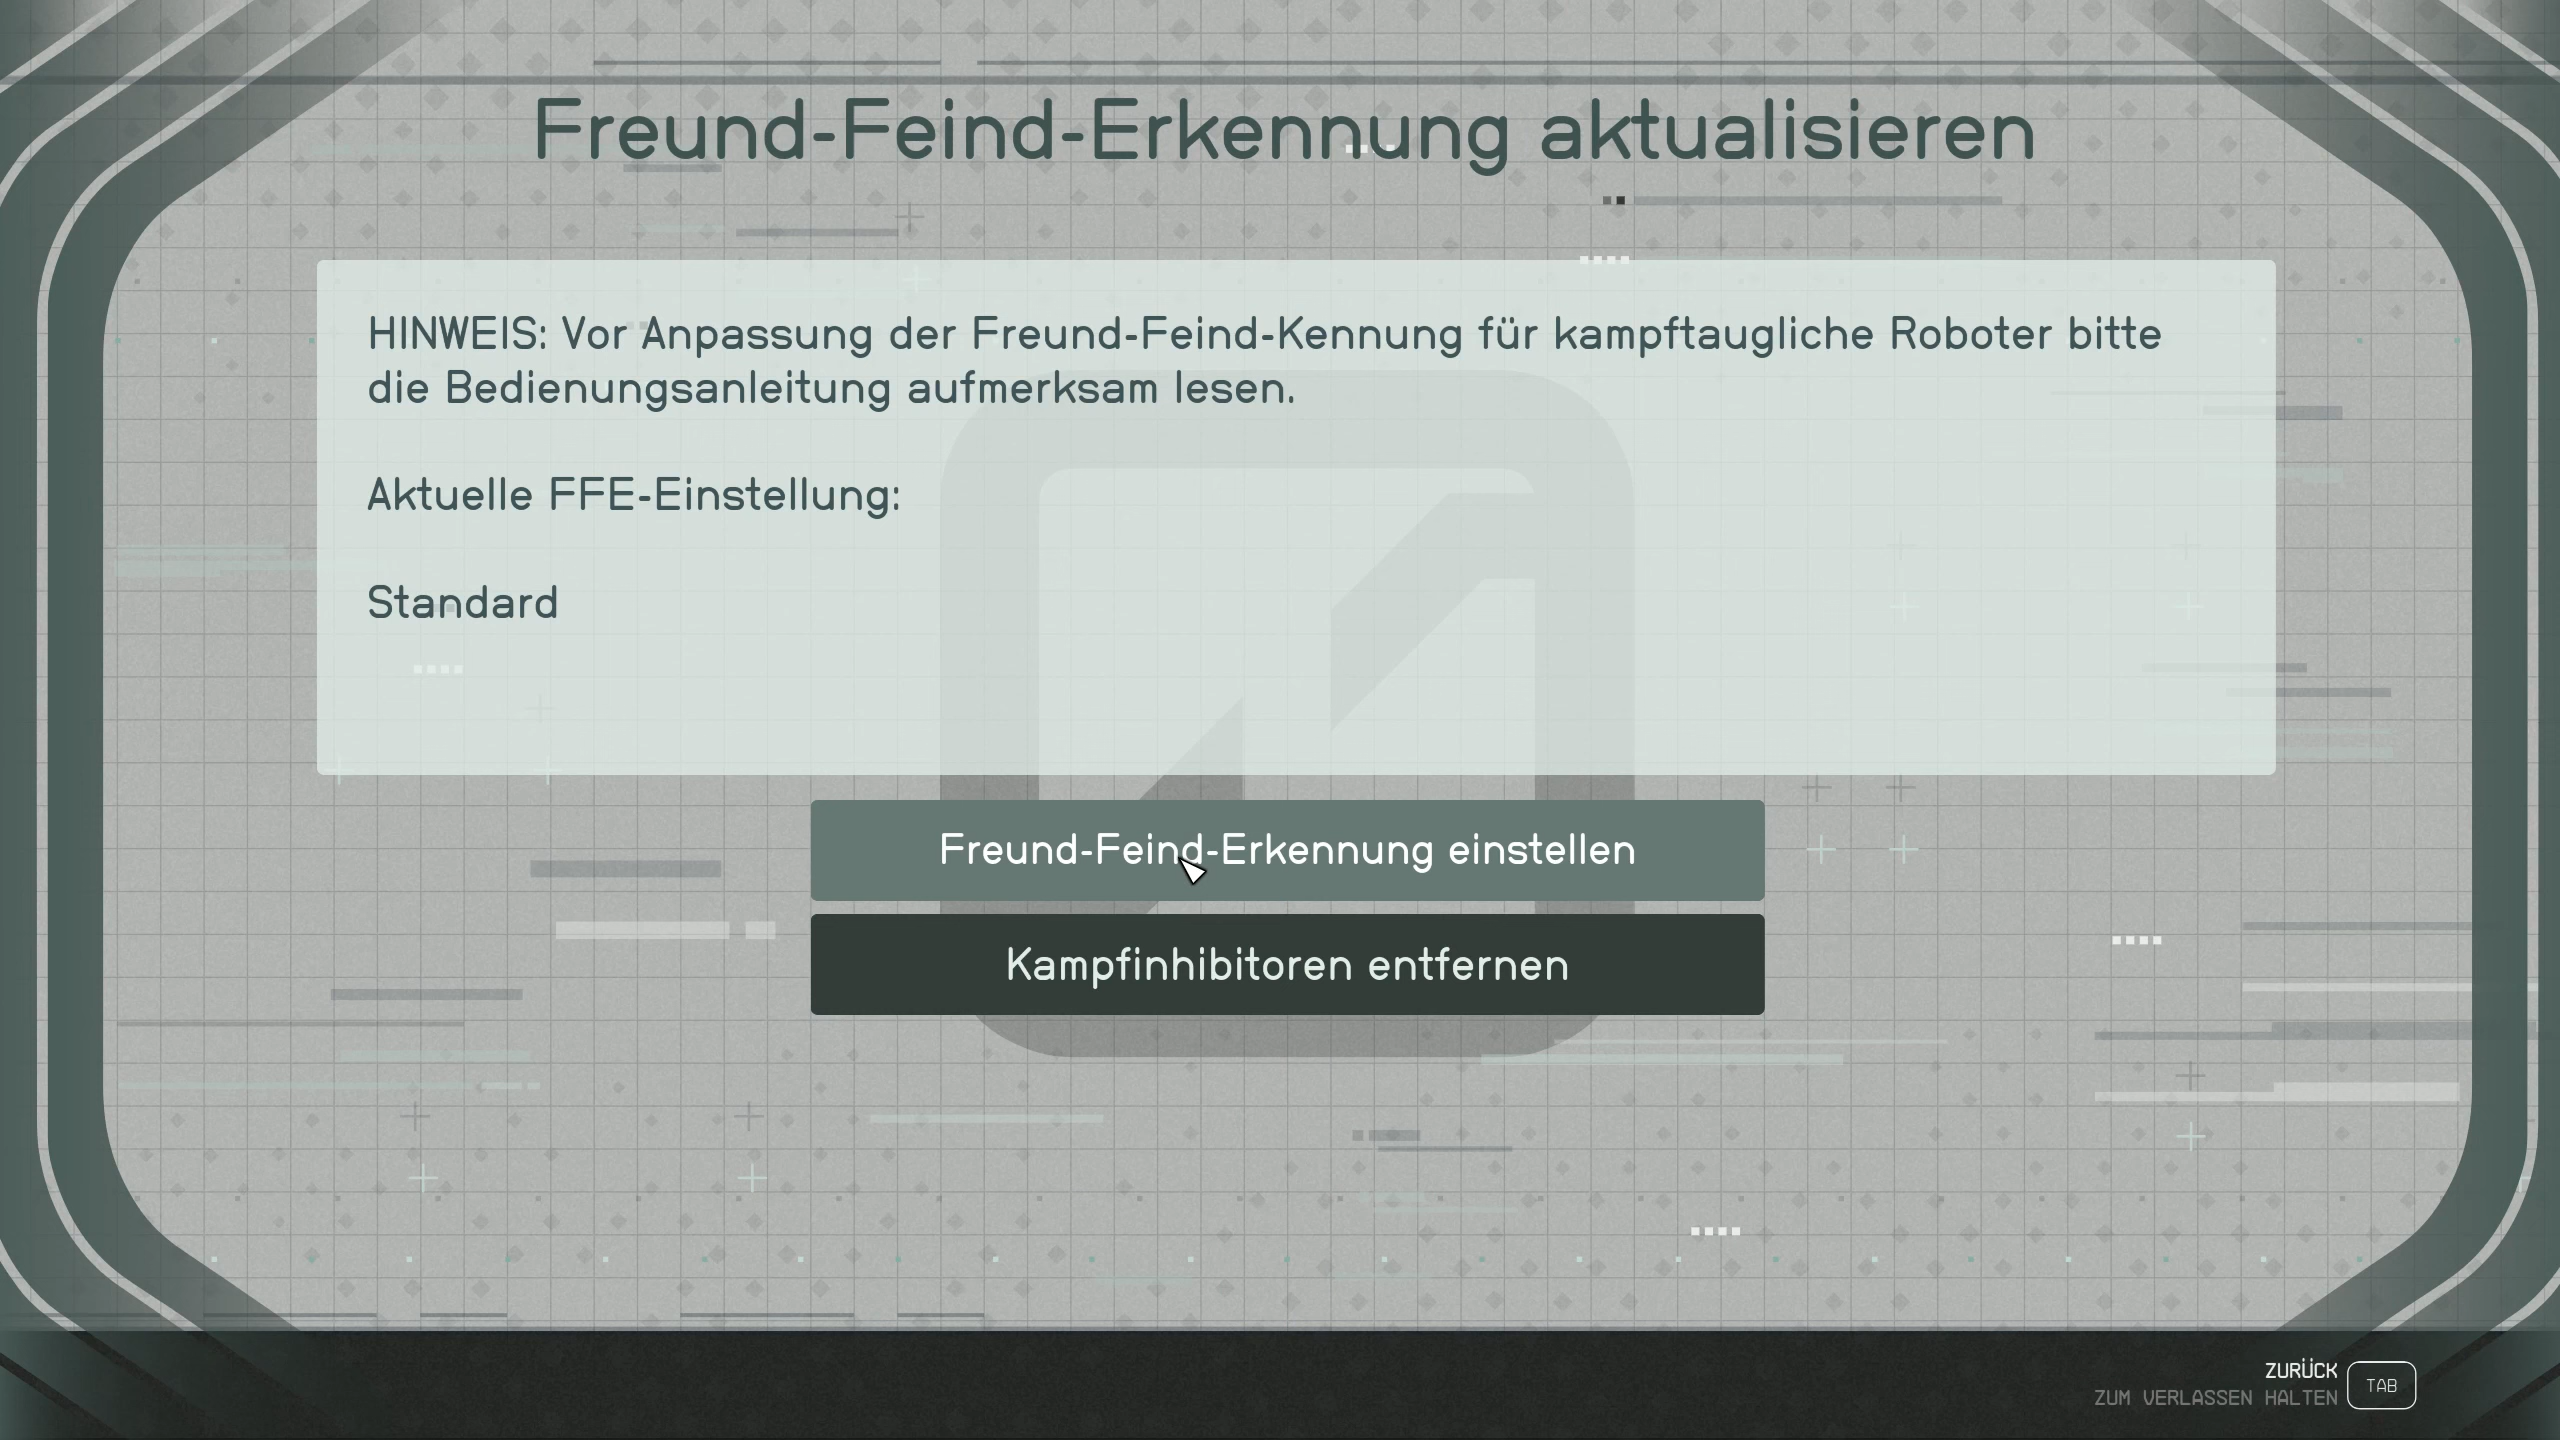 Freund-Feind-Erkennung aktualisieren
HINWEIS: Vor Anpassung der Freund-Feind-Kennung für kampftaugliche Roboter bitte
die Bedienungsanleitung aufmerksam lesen.
Aktuelle FFE-Einstellung:
Standard
Freund-Feind-Erkennung einstellen
Kampfinhibitoren entfernen
ZURÜCK
ZUM VERLASSEN HALTEN
TAB